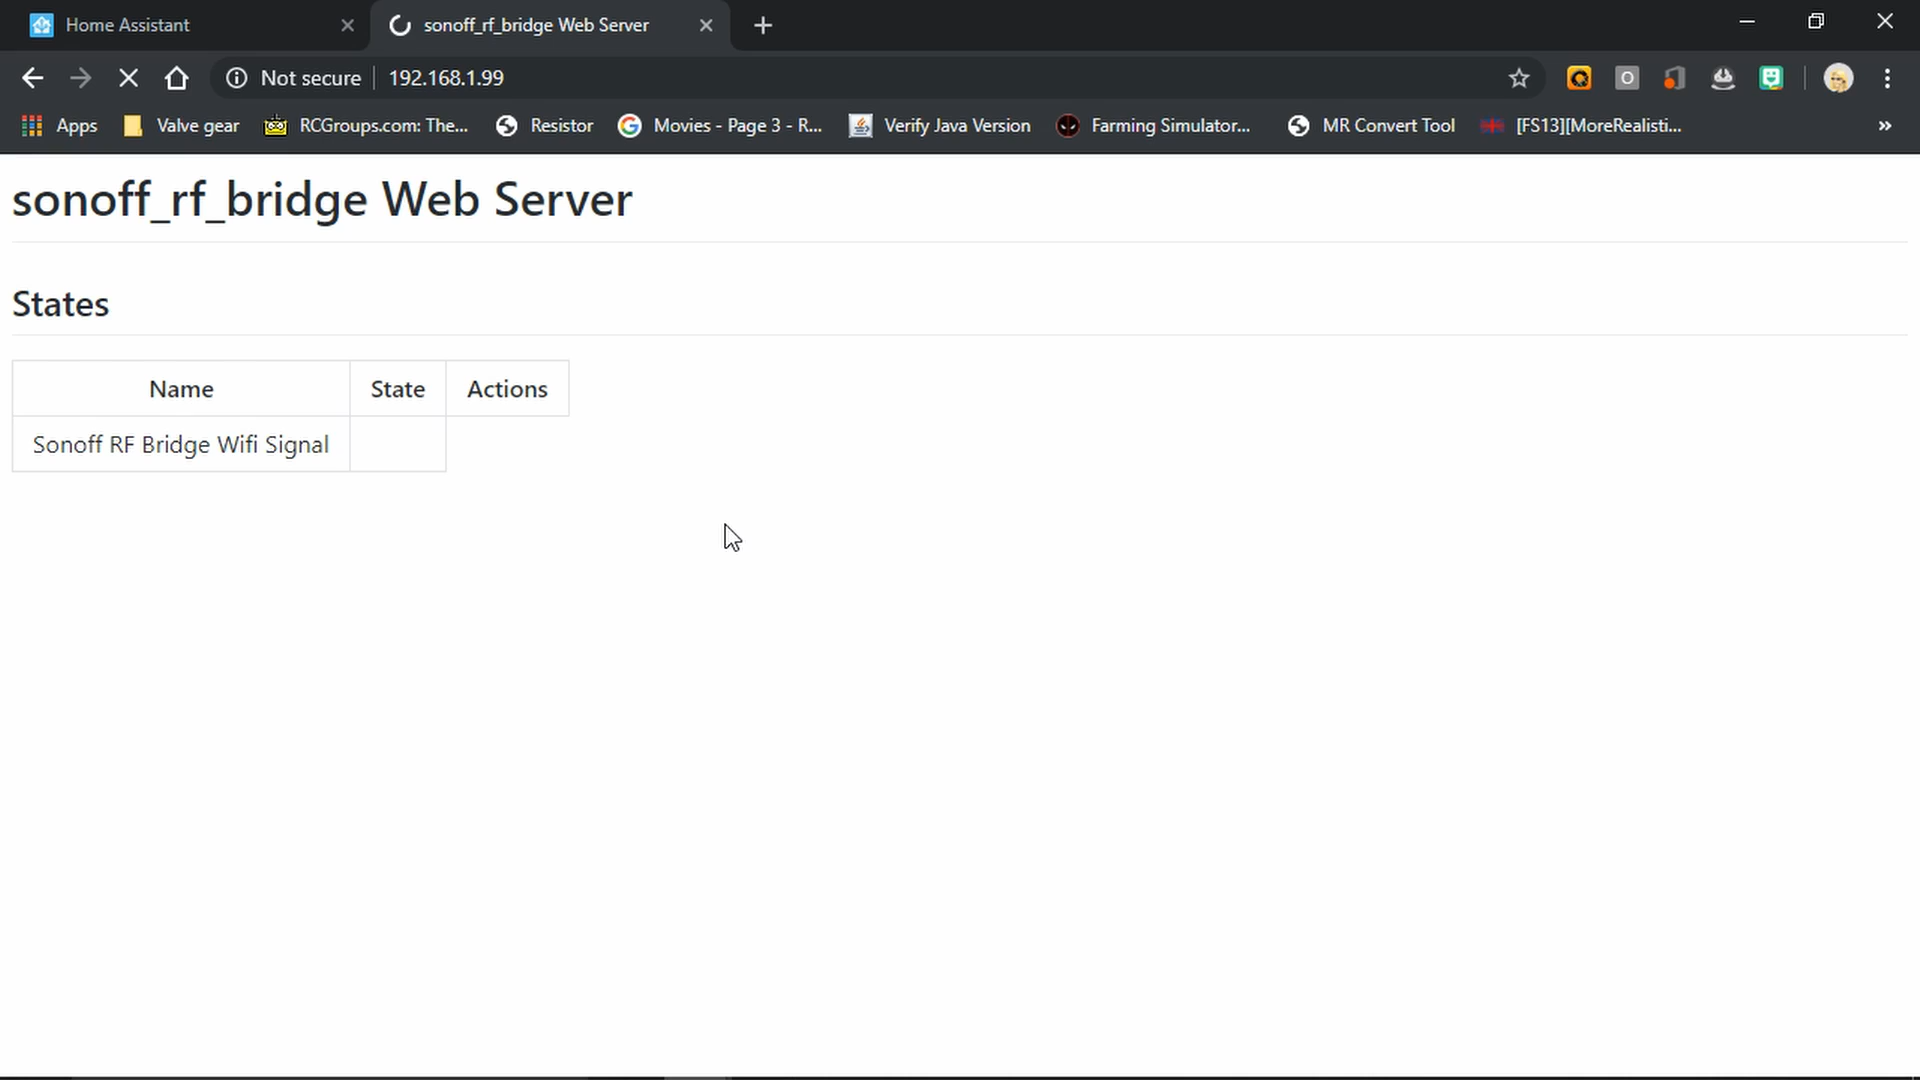 Home Assistant
sonoff_rf_bridge Web Server
Not secure
192.168.1.99
O
Apps
Valve gear
RCGroups.com: The...
Resistor
Movies - Page 3 - R...
Verify Java Version
Farming Simulator...
MR Convert Tool
[FS13][MoreRealisti...
sonoff_rf_bridge Web Server
States
Name State Actions
Sonoff RF Bridge Wifi Signal